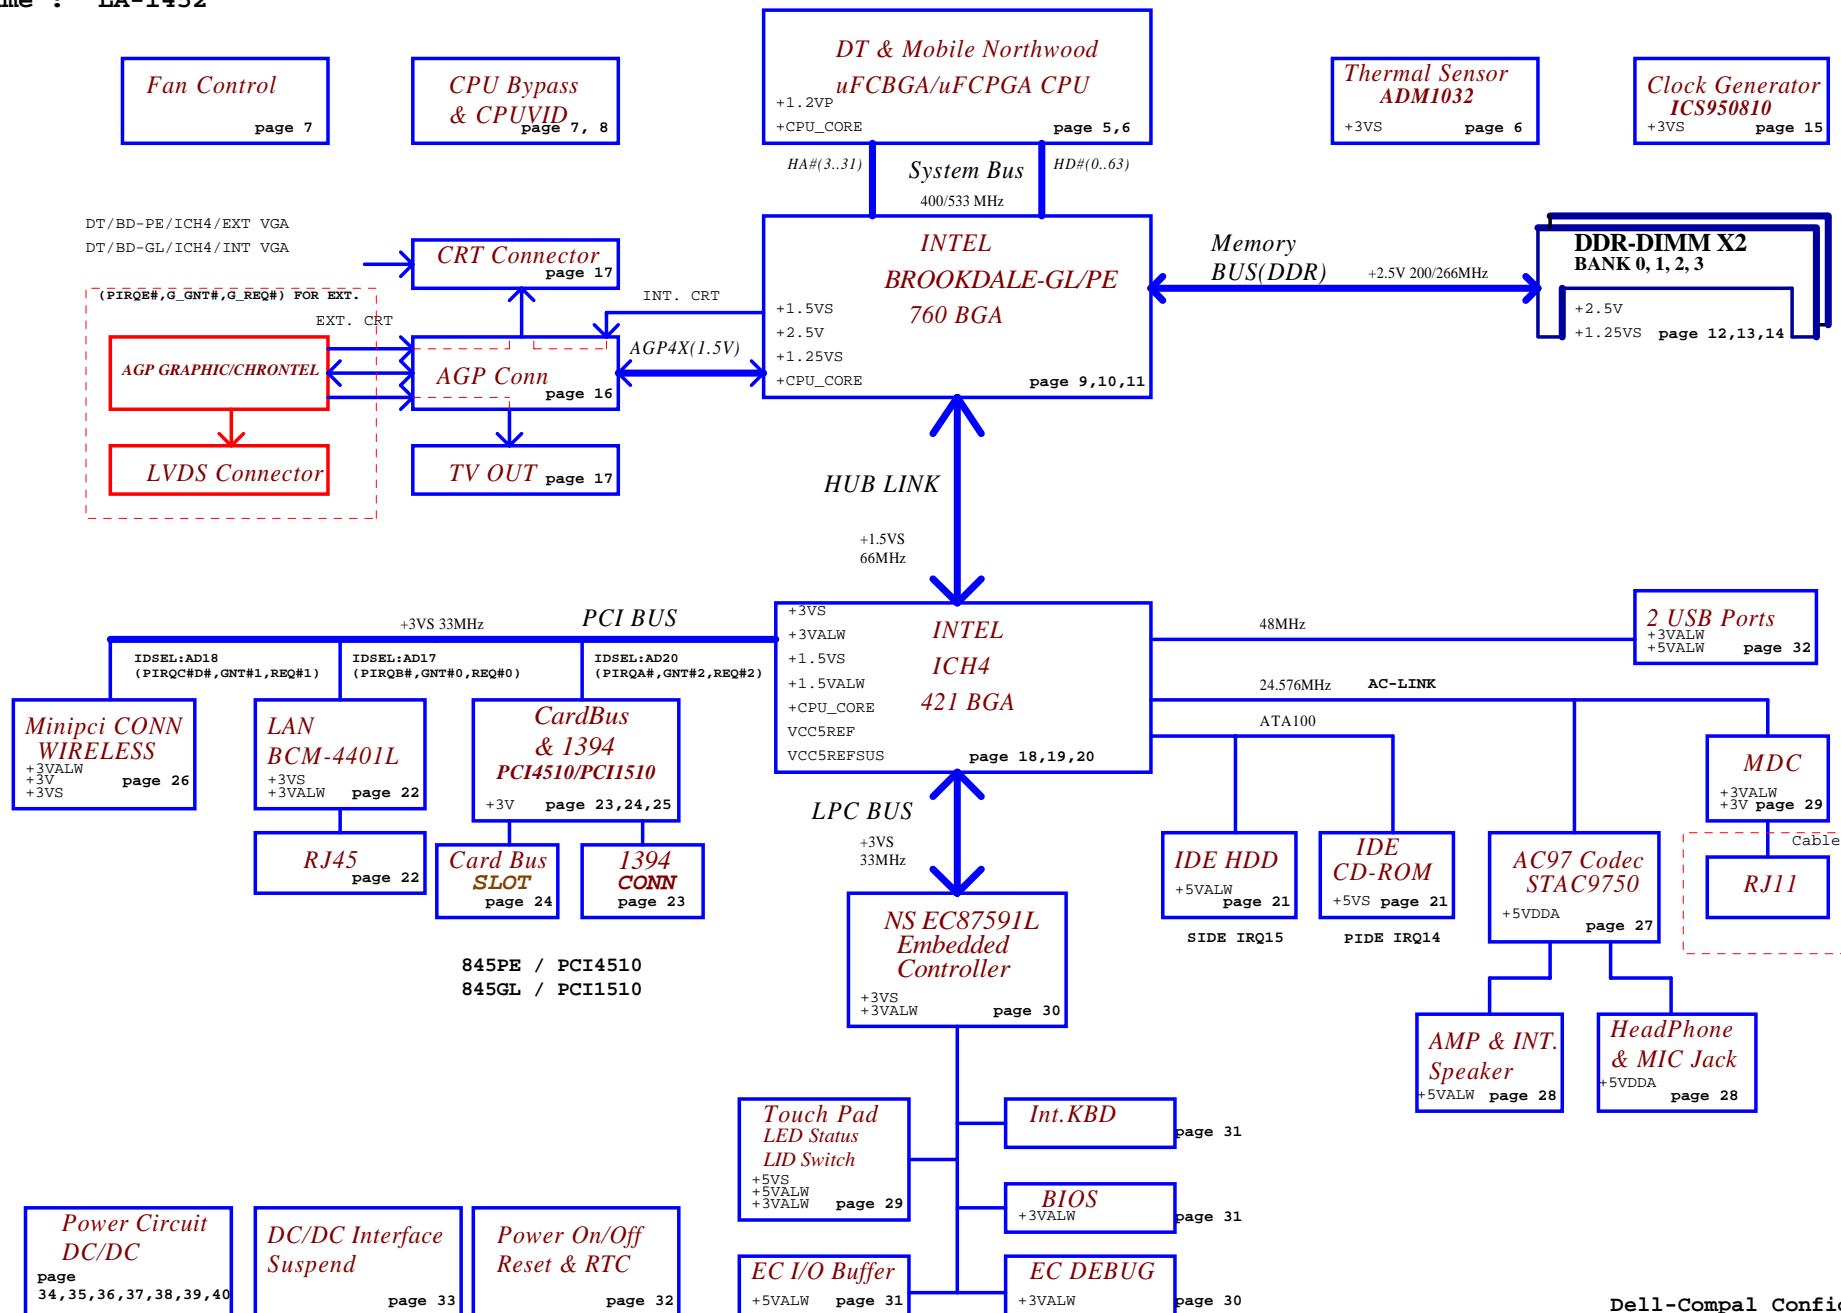 LA-1452
Fan Control
page 7
CPU Bypass
& CPUVID
page 7, 8
DT & Mobile Northwood
uFCBGA/uFCPGA CPU
+1.2VP
+CPU_CORE
page 5,6
Thermal Sensor
ADM1032
+3VS
page 6
Clock Generator
ICS950810
+3VS
page 15
HA#(3..31)
System Bus
HD#(0..63)
400/533 MHz
DT/BD-PE/ICH4/EXT VGA
DT/BD-GL/ICH4/INT VGA
CRT Connector
page 17
INTEL
BROOKDALE-GL/PE
760 BGA
+1.5VS
+2.5V
+1.25VS
+CPU_CORE
page 9,10,11
Memory
BUS(DDR)
+2.5V 200/266MHz
DDR-DIMM X2
BANK 0, 1, 2, 3
+2.5V
+1.25VS
page 12,13,14
(PIRQE#,G_GNT#,G_REQ#) FOR EXT.
EXT. CRT
INT. CRT
AGP GRAPHIC/CHRONTEL
AGP Conn
page 16
AGP4X(1.5V)
LVDS Connector
TV OUT
page 17
HUB LINK
+1.5VS
66MHz
PCI BUS
+3VS 33MHz
IDSEL:AD18
(PIRQC#D#,GNT#1,REQ#1)
IDSEL:AD17
(PIRQB#,GNT#0,REQ#0)
IDSEL:AD20
(PIRQA#,GNT#2,REQ#2)
+3VS
+3VALW
+1.5VS
+1.5VALW
+CPU_CORE
VCC5REF
VCC5REFSUS
INTEL
ICH4
421 BGA
page 18,19,20
48MHz
2 USB Ports
+3VALW
+5VALW
page 32
24.576MHz
AC-LINK
ATA100
Minipci CONN
WIRELESS
+3VALW
+3V
+3VS
page 26
LAN
BCM-4401L
+3VS
+3VALW
page 22
CardBus
& 1394
PCI4510/PCI1510
+3V
page 23,24,25
MDC
+3VALW
+3V
page 29
LPC BUS
+3VS
33MHz
RJ45
page 22
Card Bus
SLOT
page 24
1394
CONN
page 23
IDE HDD
+5VALW
page 21
SIDE IRQ15
IDE
CD-ROM
+5VS
page 21
PIDE IRQ14
AC97 Codec
STAC9750
+5VDDA
page 27
Cable
RJ11
845PE / PCI4510
845GL / PCI1510
NS EC87591L
Embedded
Controller
+3VS
+3VALW
page 30
AMP & INT.
Speaker
+5VALW
page 28
HeadPhone
& MIC Jack
+5VDDA
page 28
Touch Pad
LED Status
LID Switch
+5VS
+5VALW
+3VALW
page 29
Int.KBD
page 31
BIOS
+3VALW
page 31
Power Circuit
DC/DC
page
34,35,36,37,38,39,40
DC/DC Interface
Suspend
page 33
Power On/Off
Reset & RTC
page 32
EC I/O Buffer
+5VALW
page 31
EC DEBUG
+3VALW
page 30
Dell-Compal